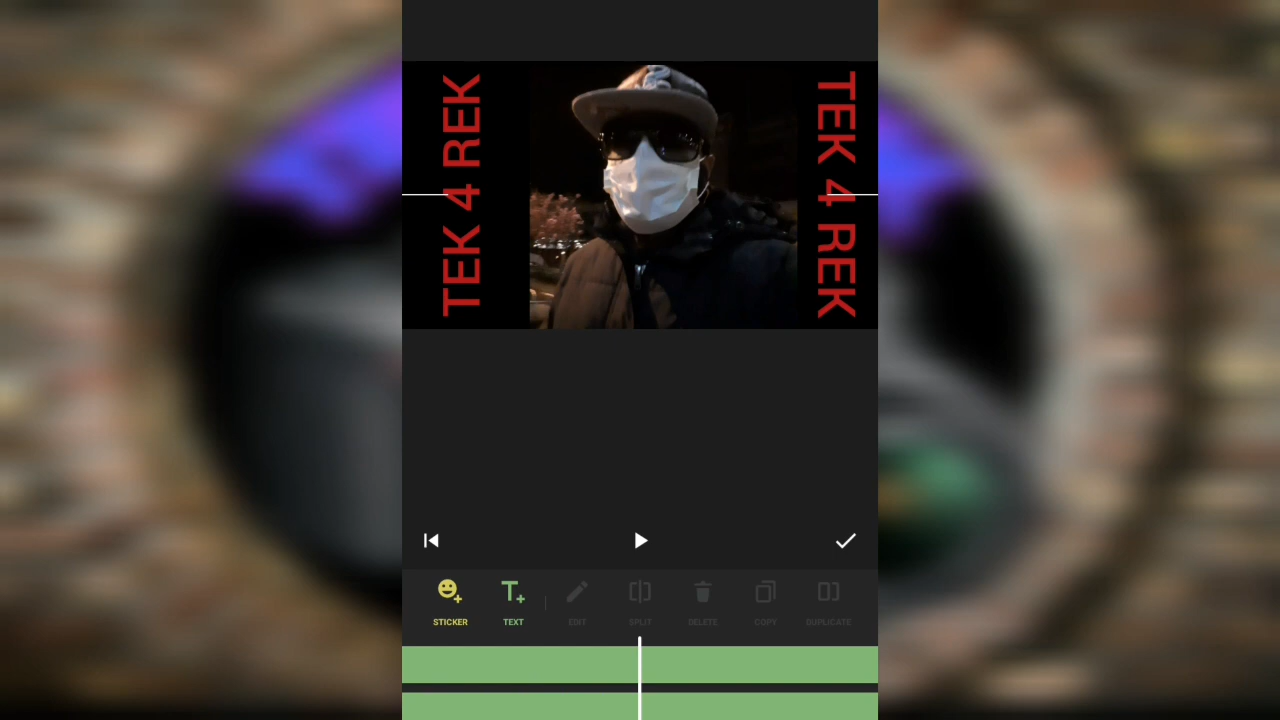 TEK 4 REK
TEK 4 REK
STICKER
TEXT
EDIT
SPLIT
DELETE
COPY
DUPLICATE